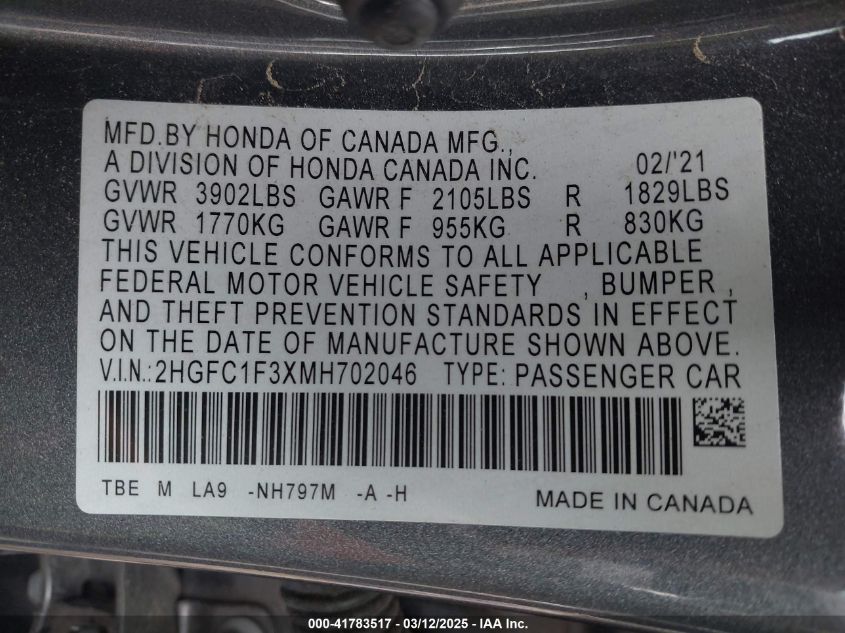 MFD.BY HONDA OF CANADA MFG.,
A DIVISION OF HONDA CANADA INC. 02/'21
GVWR 3902LBS GAWR F 2105LBS R 1829LBS
GVWR 1770KG GAWR F 955KG R 830KG
THIS VEHICLE CONFORMS TO ALL APPLICABLE
FEDERAL MOTOR VEHICLE SAFETY , BUMPER ,
AND THEFT PREVENTION STANDARDS IN EFFECT
ON THE DATE OF MANUFACTURE SHOWN ABOVE.
V.I.N.:2HGFC1F3XMH702046 TYPE: PASSENGER CAR
TBE M LA9 -NH797M -A -H MADE IN CANADA
000-41783517 - 03/12/2025 - IAAI.COM